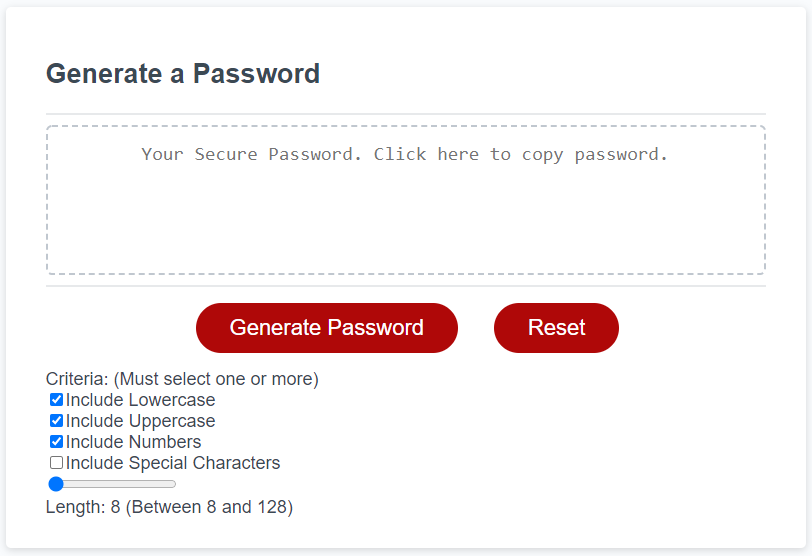 Generate a Password
Your Secure Password. Click here to copy password.
Generate Password Reset
Criteria: (Must select one or more)
Include Lowercase
Include Uppercase
Include Numbers
Include Special Characters
Length: 8 (Between 8 and 128)